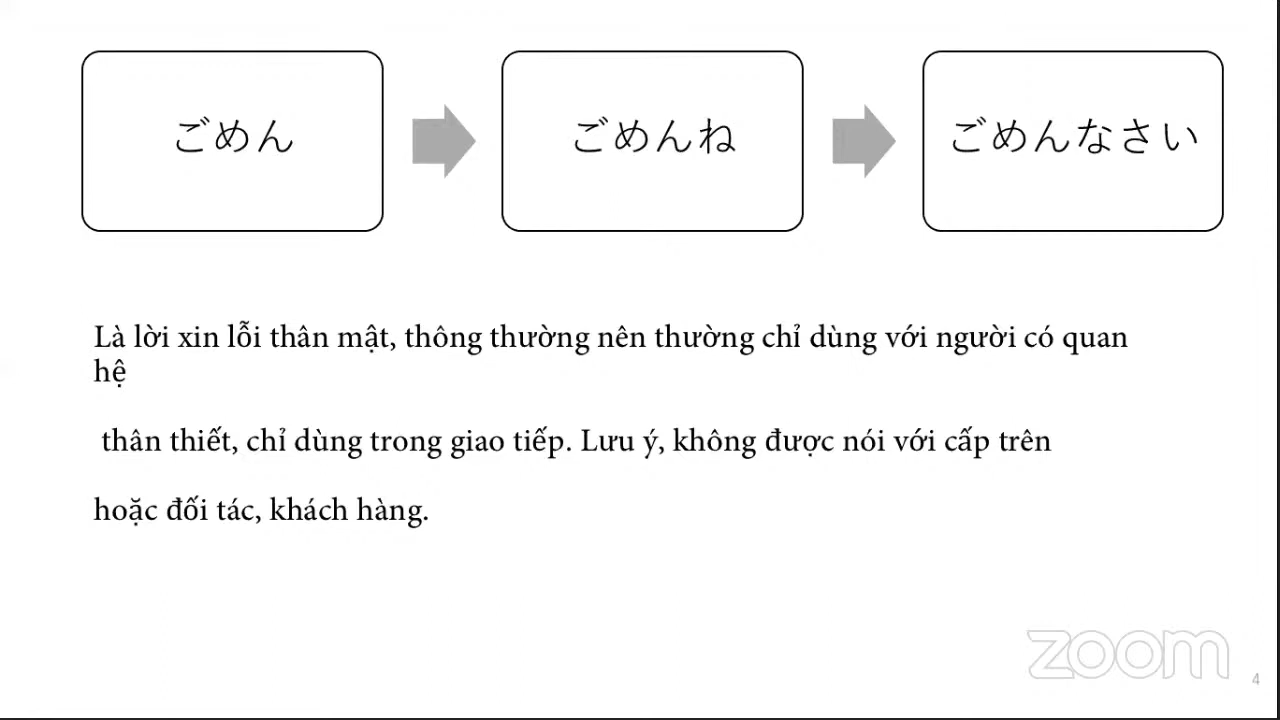 ごめん
ごめんね
ごめんなさい
Là lời xin lỗi thân mật, thông thường nên thường chỉ dùng với người có quan
hệ
thân thiết, chỉ dùng trong giao tiếp. Lưu ý, không được nói với cấp trên
hoặc đối tác, khách hàng.
zoom
4